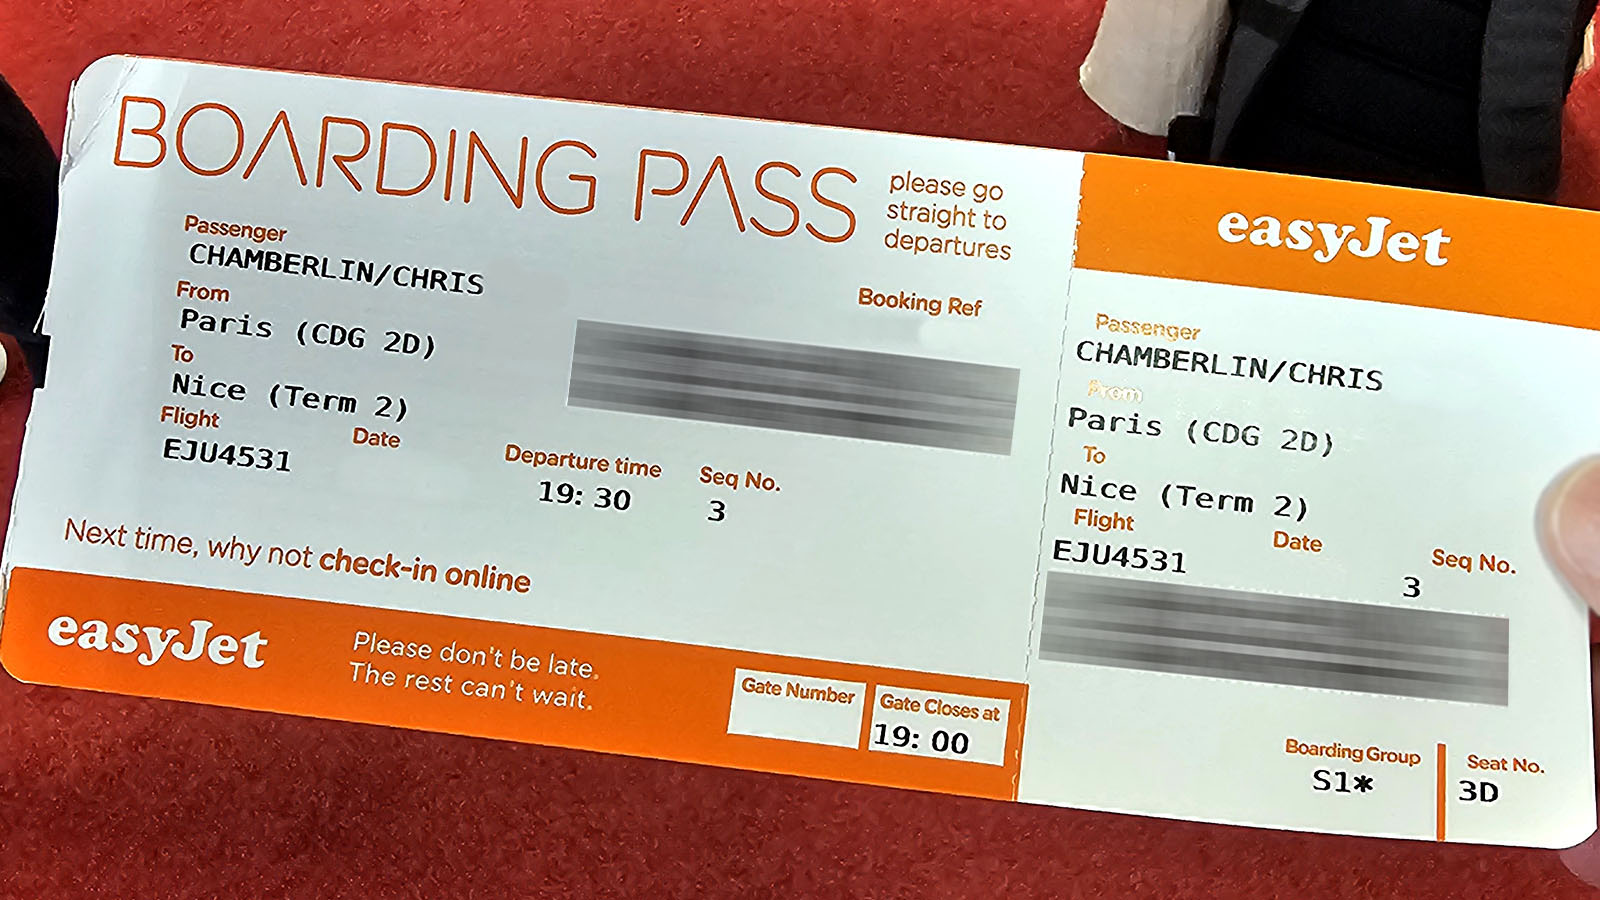 BOARDING PASS
please go
straight to
departures
Passenger
CHAMBERLIN/CHRIS
From
Paris (CDG 2D)
To
Nice (Term 2)
Flight
EJU4531
Date
Booking Ref
Departure time
19: 30
Seq No.
3
Next time, why not check-in online
easyJet
Please don't be late.
The rest can't wait.
Gate Number
Gate Closes at
19: 00
easyJet
Passenger
CHAMBERLIN/CHRIS
From
Paris (CDG 2D)
To
Nice (Term 2)
Flight
EJU4531
Date
Seq No.
3
Boarding Group
S1*
Seat No.
3D